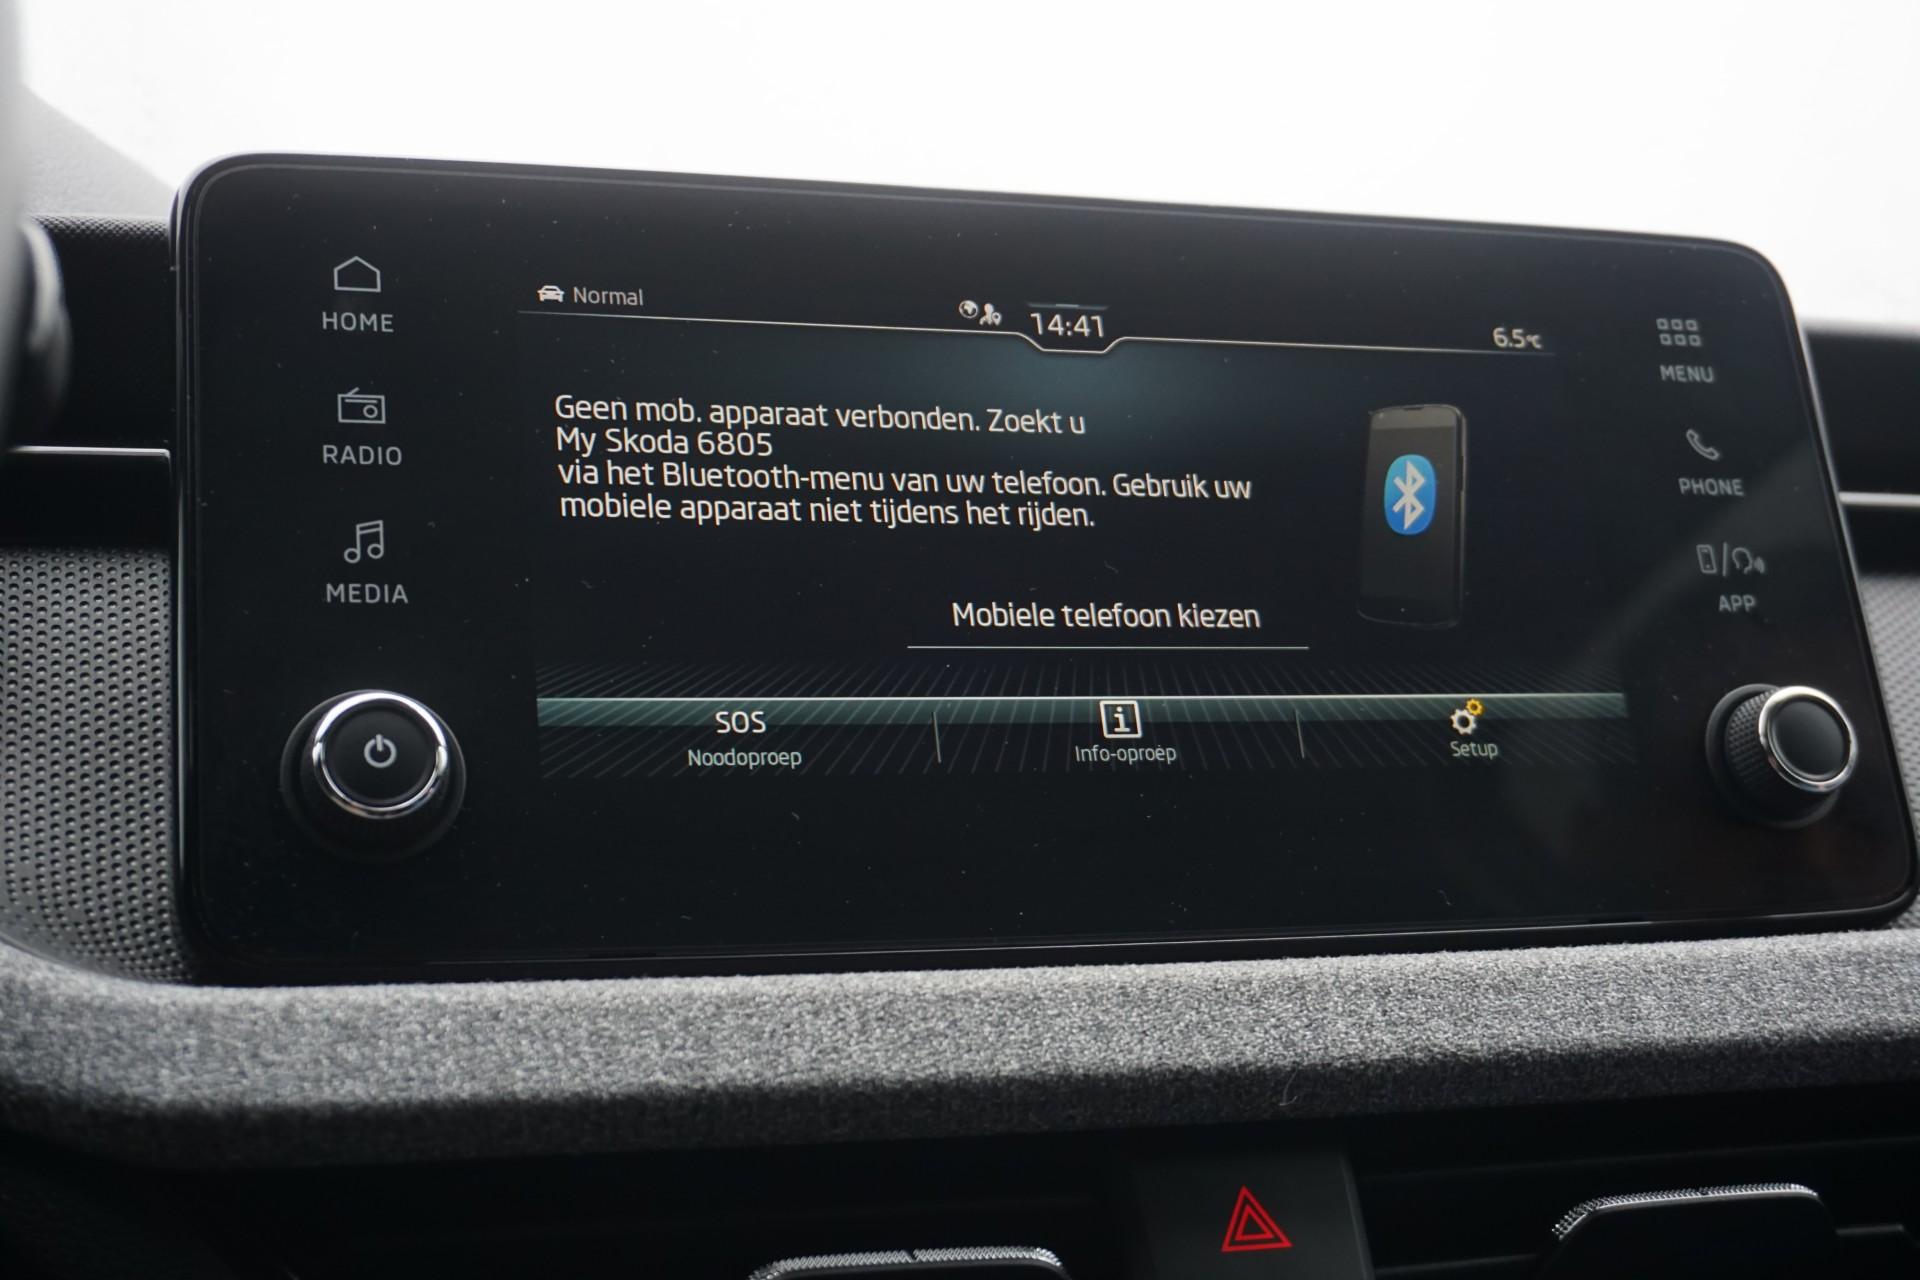 HOME
RADIO
MEDIA
Normal
14:41
6.5°C
Geen mob. apparaat verbonden. Zoekt u
My Skoda 6805
via het Bluetooth-menu van uw telefoon. Gebruik uw
mobiele apparaat niet tijdens het rijden.
Mobiele telefoon kiezen
SOS
Noodoproep
i
Info-oproep
Setup
MENU
PHONE
APP